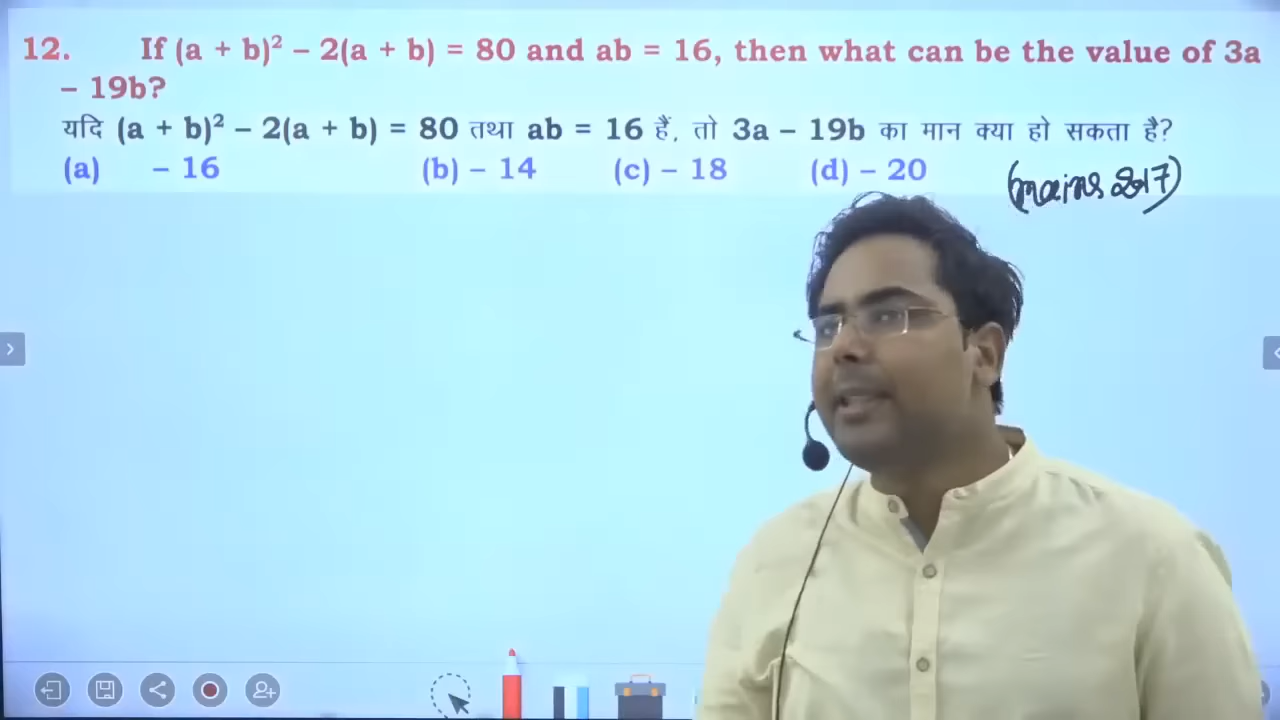 12. If (a + b)² – 2(a + b) = 80 and ab = 16, then what can be the value of 3a
– 19b?
यदि (a + b)² – 2(a + b) = 80 तथा ab = 16 हैं, तो 3a – 19b का मान क्या हो सकता है?
(a) – 16 (b) – 14 (c) – 18 (d) – 20
(mains 2017)